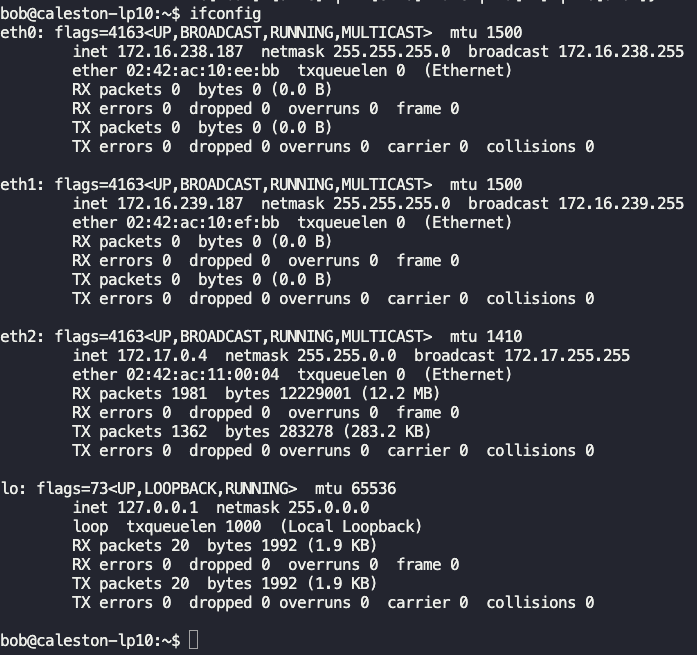 bob@caleston-lp10:~$ ifconfig
eth0: flags=4163<UP,BROADCAST,RUNNING,MULTICAST>  mtu 1500
        inet 172.16.238.187  netmask 255.255.255.0  broadcast 172.16.238.255
        ether 02:42:ac:10:ee:bb  txqueuelen 0  (Ethernet)
        RX packets 0  bytes 0 (0.0 B)
        RX errors 0  dropped 0  overruns 0  frame 0
        TX packets 0  bytes 0 (0.0 B)
        TX errors 0  dropped 0 overruns 0  carrier 0  collisions 0

eth1: flags=4163<UP,BROADCAST,RUNNING,MULTICAST>  mtu 1500
        inet 172.16.239.187  netmask 255.255.255.0  broadcast 172.16.239.255
        ether 02:42:ac:10:ef:bb  txqueuelen 0  (Ethernet)
        RX packets 0  bytes 0 (0.0 B)
        RX errors 0  dropped 0  overruns 0  frame 0
        TX packets 0  bytes 0 (0.0 B)
        TX errors 0  dropped 0 overruns 0  carrier 0  collisions 0

eth2: flags=4163<UP,BROADCAST,RUNNING,MULTICAST>  mtu 1410
        inet 172.17.0.4  netmask 255.255.0.0  broadcast 172.17.255.255
        ether 02:42:ac:11:00:04  txqueuelen 0  (Ethernet)
        RX packets 1981  bytes 12229001 (12.2 MB)
        RX errors 0  dropped 0  overruns 0  frame 0
        TX packets 1362  bytes 283278 (283.2 KB)
        TX errors 0  dropped 0 overruns 0  carrier 0  collisions 0

lo: flags=73<UP,LOOPBACK,RUNNING>  mtu 65536
        inet 127.0.0.1  netmask 255.0.0.0
        loop  txqueuelen 1000  (Local Loopback)
        RX packets 20  bytes 1992 (1.9 KB)
        RX errors 0  dropped 0  overruns 0  frame 0
        TX packets 20  bytes 1992 (1.9 KB)
        TX errors 0  dropped 0 overruns 0  carrier 0  collisions 0

bob@caleston-lp10:~$